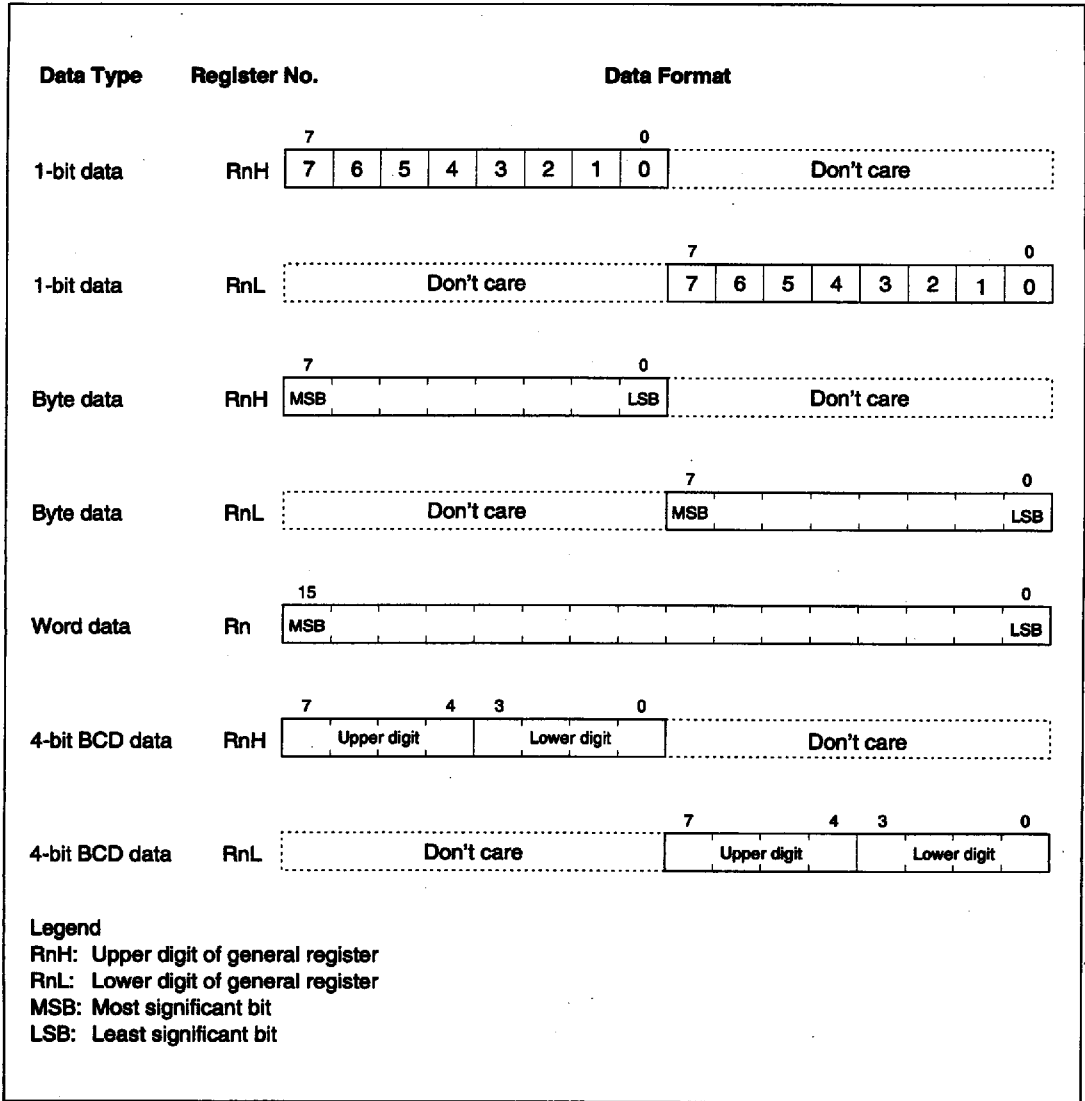 Data Type Register No. Data Format
7 0
1-bit data RnH 7 6 5 4 3 2 1 0 Don't care
7 0
1-bit data RnL Don't care 7 6 5 4 3 2 1 0
7 0
Byte data RnH MSB LSB Don't care
7 0
Byte data RnL Don't care MSB LSB
15 0
Word data Rn MSB LSB
7 4 3 0
4-bit BCD data RnH Upper digit Lower digit Don't care
7 4 3 0
4-bit BCD data RnL Don't care Upper digit Lower digit
Legend
RnH: Upper digit of general register
RnL: Lower digit of general register
MSB: Most significant bit
LSB: Least significant bit